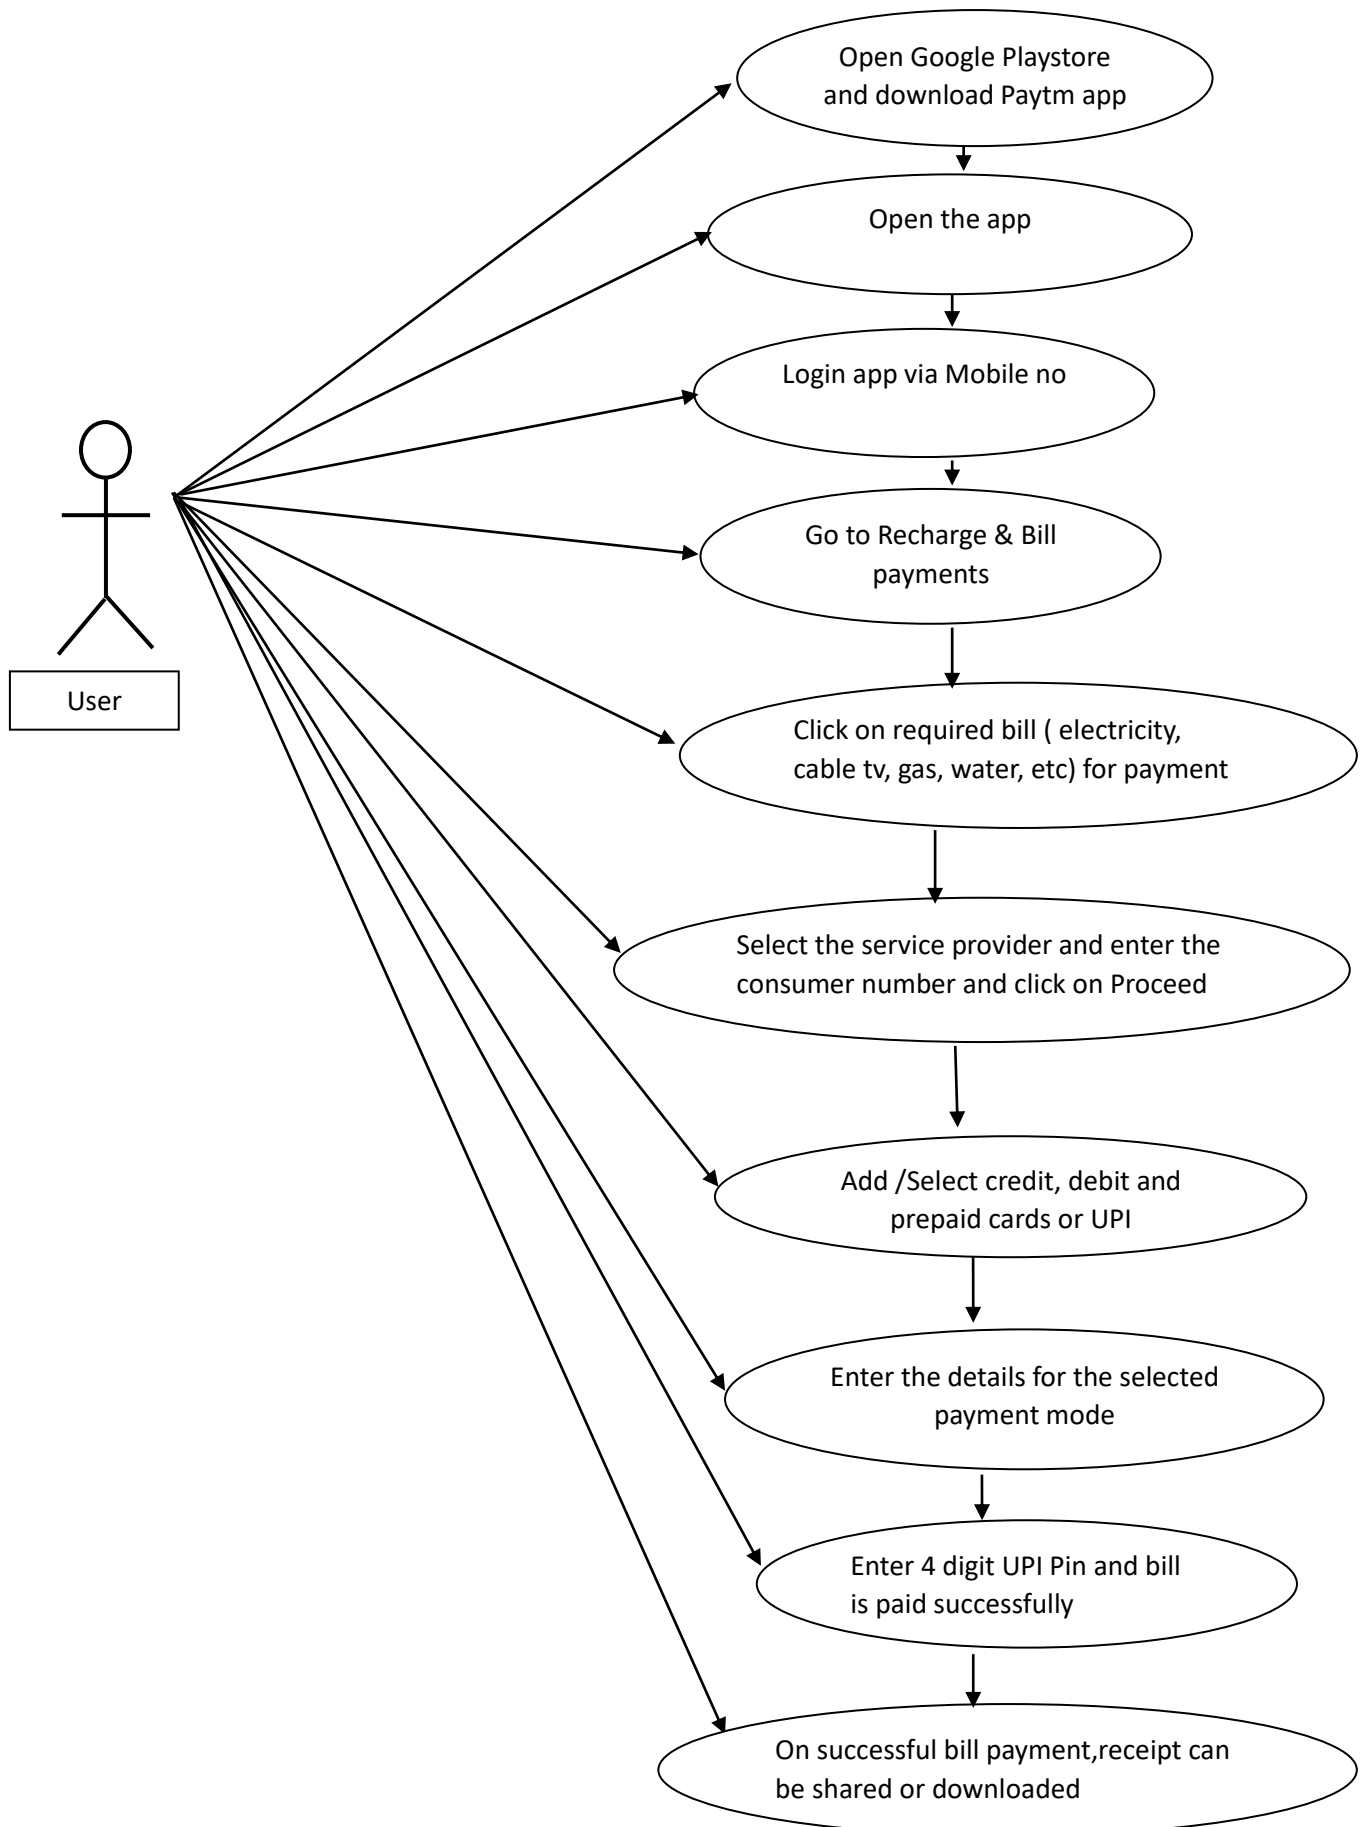 Open Google Playstore
and download Paytm app
Open the app
Login app via Mobile no
Go to Recharge & Bill
payments
User
Click on required bill ( electricity,
cable tv, gas, water, etc) for payment
Select the service provider and enter the
consumer number and click on Proceed
Add /Select credit, debit and
prepaid cards or UPI
Enter the details for the selected
payment mode
Enter 4 digit UPI Pin and bill
is paid successfully
On successful bill payment,receipt can
be shared or downloaded